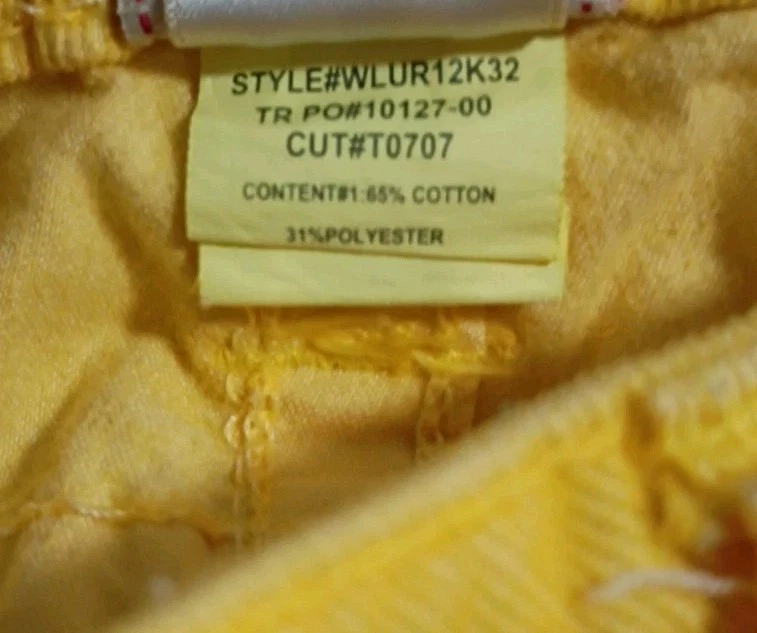 STYLE#WLUR12K32
TR PO#10127-00
CUT#T0707
CONTENT#1:65% COTTON
31%POLYESTER